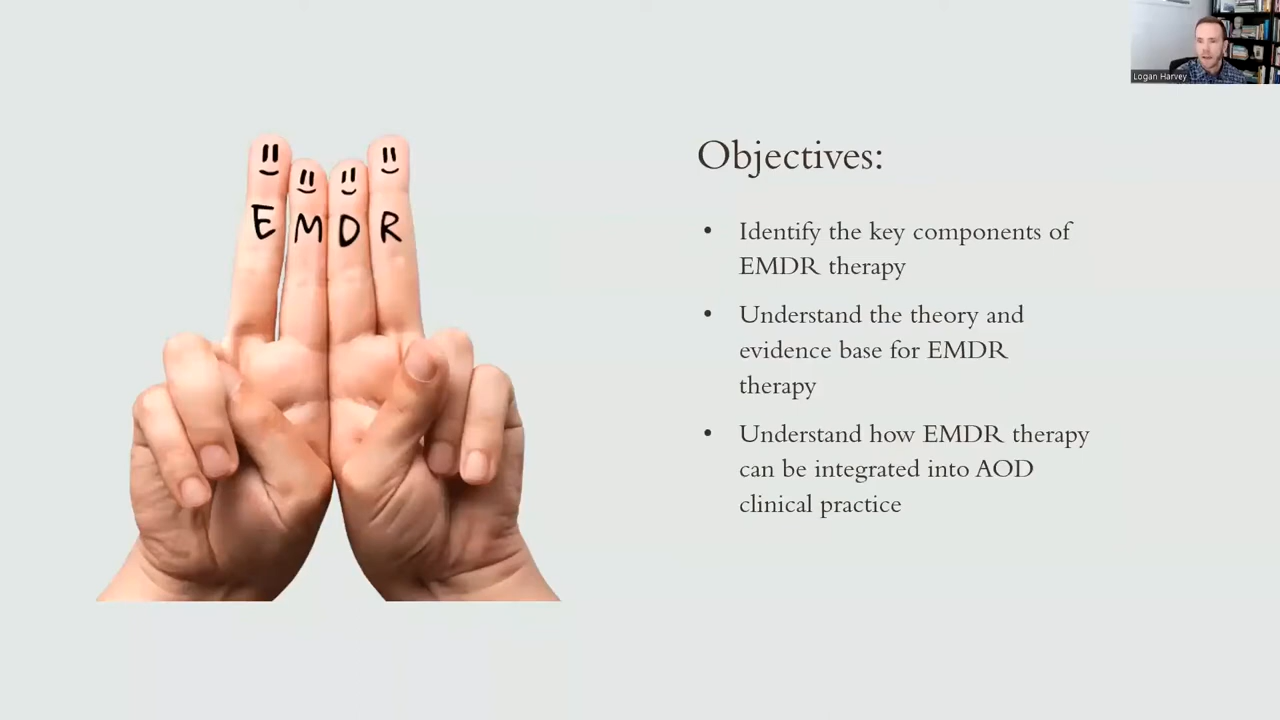 Logan Harvey
E M D R
Objectives:
• Identify the key components of
EMDR therapy
• Understand the theory and
evidence base for EMDR
therapy
• Understand how EMDR therapy
can be integrated into AOD
clinical practice